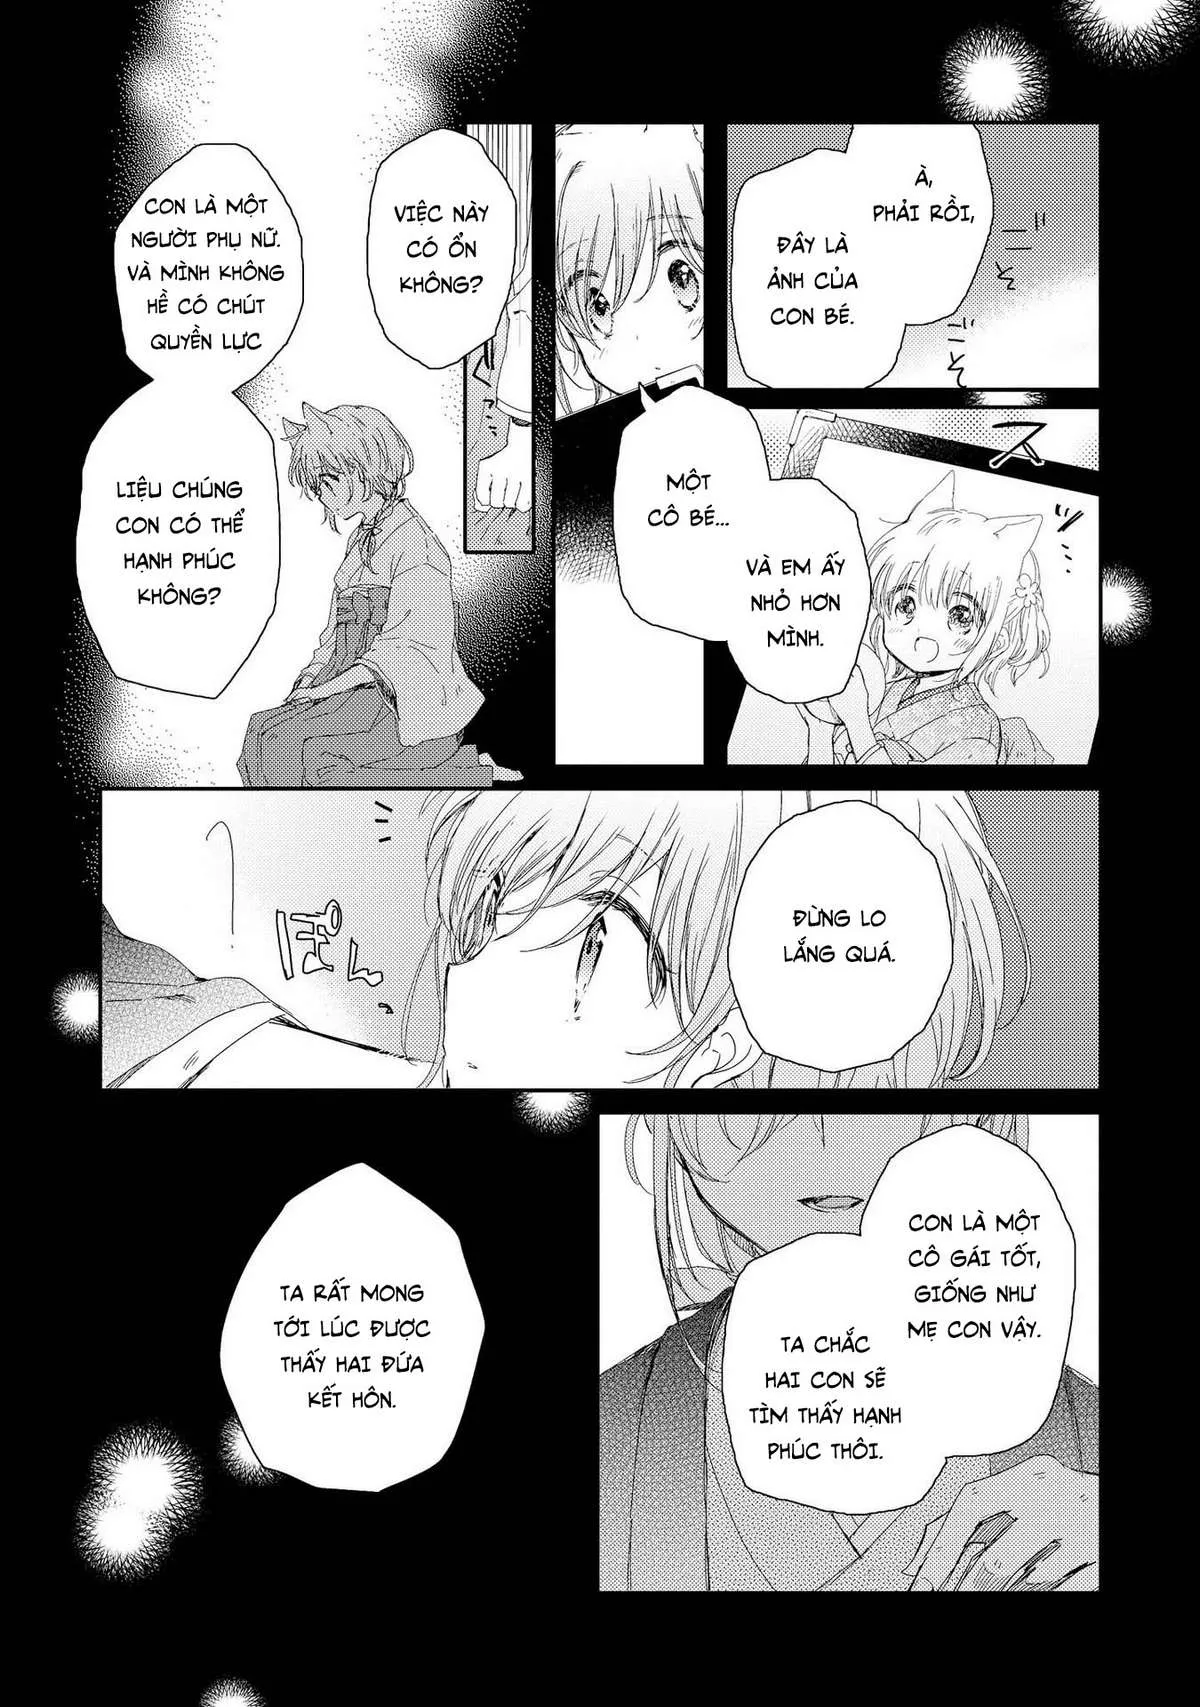 À,
PHẢI RỒI,
ĐÂY LÀ
ẢNH CỦA
CON BÉ.
MỘT
CÔ BÉ...
VÀ EM ẤY
NHỎ HƠN
MÌNH.
VIỆC NÀY
CÓ ỔN
KHÔNG?
CON LÀ MỘT
NGƯỜI PHỤ NỮ.
VÀ MÌNH KHÔNG
HỀ CÓ CHÚT
QUYỀN LỰC
LIỆU CHÚNG
CON CÓ THỂ
HẠNH PHÚC
KHÔNG?
ĐỪNG LO
LẮNG QUÁ.
ぽん
CON LÀ MỘT
CÔ GÁI TỐT,
GIỐNG NHƯ
MẸ CON VẬY.
TA CHẮC
HAI CON SẼ
TÌM THẤY HẠNH
PHÚC THÔI.
TA RẤT MONG
TỚI LÚC ĐƯỢC
THẤY HAI ĐỨA
KẾT HÔN.